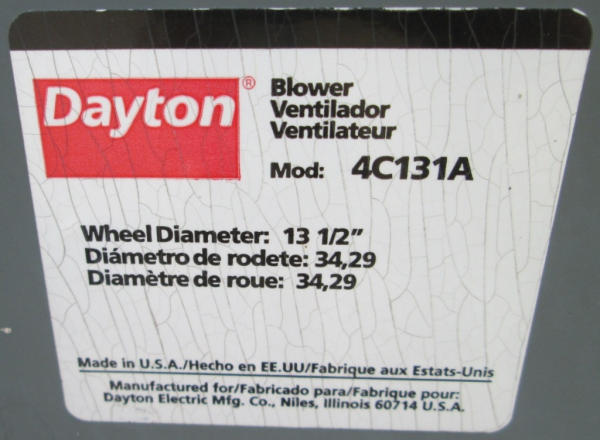 Dayton®
Blower
Ventilador
Ventilateur
Mod: 4C131A
Wheel Diameter: 13 1/2"
Diámetro de rodete: 34,29
Diamètre de roue: 34,29
Made in U.S.A./Hecho en EE.UU/Fabrique aux Estats-Unis
Manufactured for/Fabricado para/Fabrique pour:
Dayton Electric Mfg. Co., Niles, Illinois 60714 U.S.A.